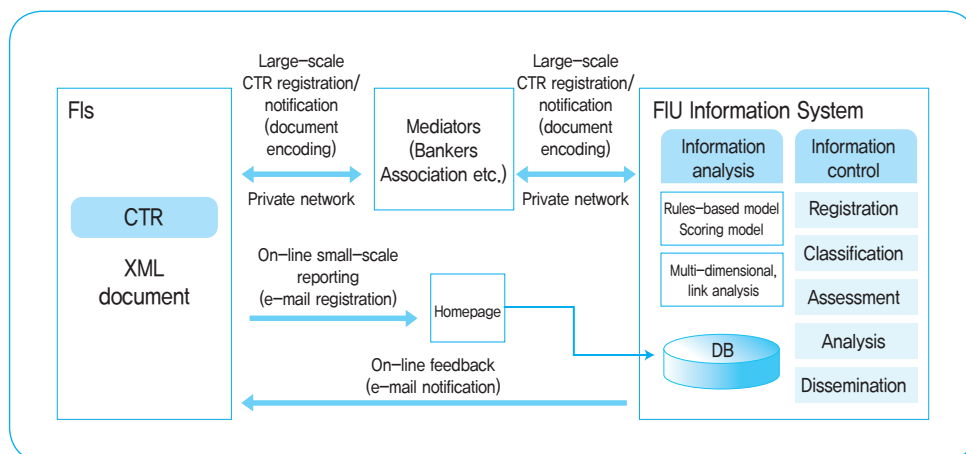 FIs
CTR
XML
document
Large-scale
CTR registration/
notification
(document
encoding)
Private network
Mediators
(Bankers
Association etc.)
Large-scale
CTR registration/
notification
(document
encoding)
Private network
On-line small-scale
reporting
(e-mail registration)
Homepage
On-line feedback
(e-mail notification)
FIU Information System
Information
analysis
Rules-based model
Scoring model
Multi-dimensional,
link analysis
DB
Information
control
Registration
Classification
Assessment
Analysis
Dissemination